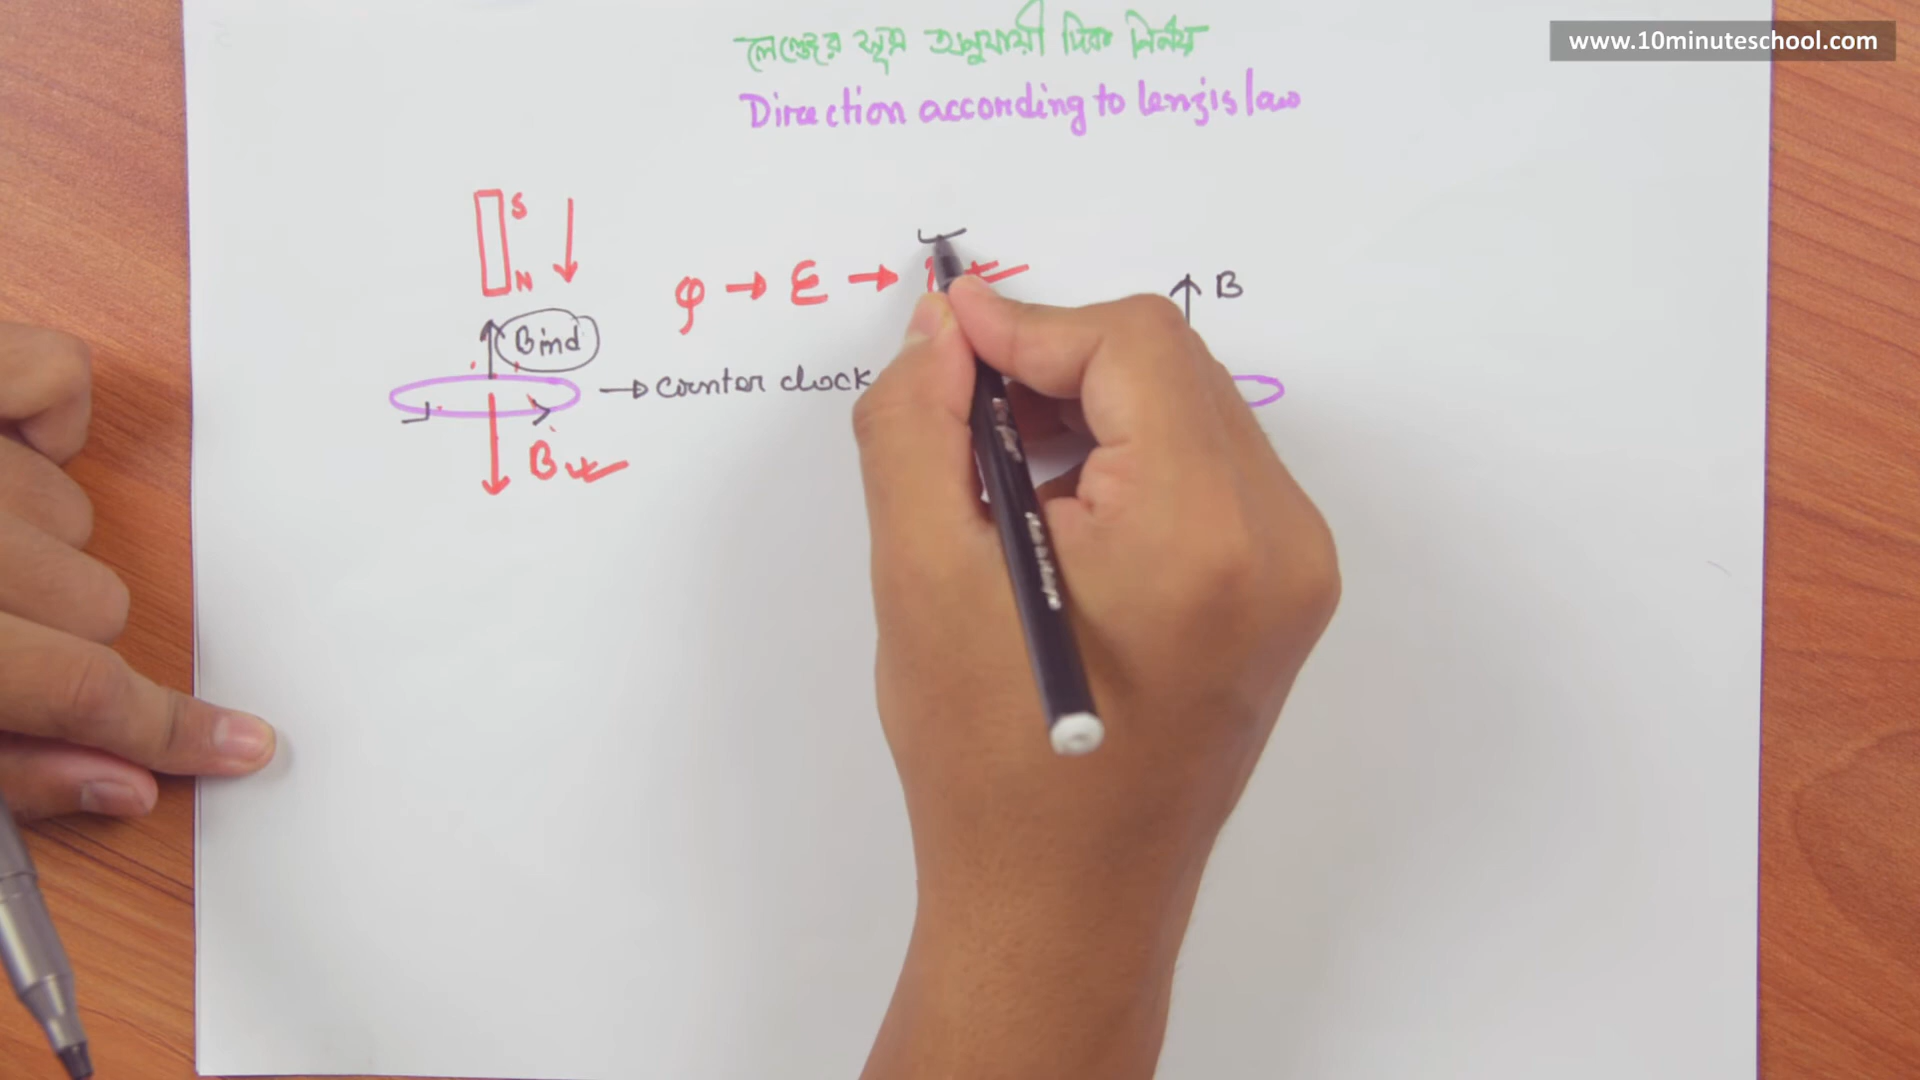 www.10minuteschool.com
লেঞ্জের সূত্র অনুযায়ী দিক নির্ণয়
Direction according to Lenz's law
S
N
φ → ε →
B
Bind
→ counter clock
B